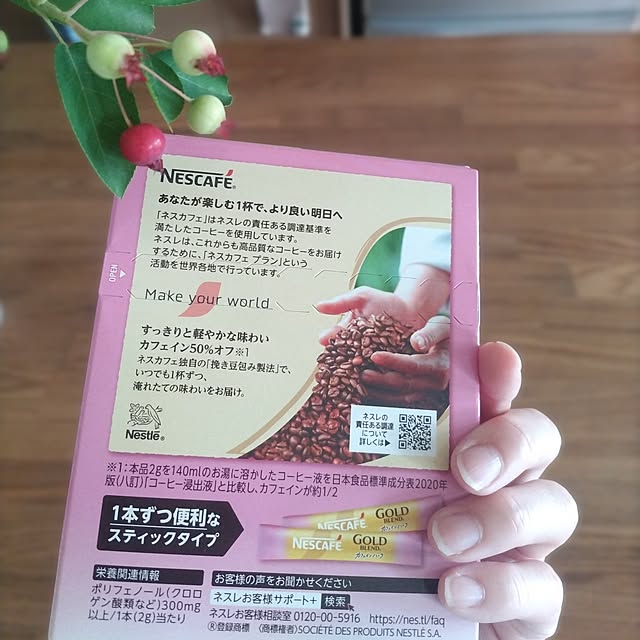 NESCAFÉ®
あなたが楽しむ1杯で、より良い明日へ
「ネスカフェ」はネスレの責任ある調達基準を
満たしたコーヒーを使用しています。
ネスレは、これからも高品質なコーヒーをお届け
するために、「ネスカフェ プラン」という
活動を世界各地で行っています。
OPEN
Make your world
すっきりと軽やかな味わい
カフェイン50%オフ※1
ネスカフェ独自の「挽き豆包み製法」で、
いつでも1杯ずつ、
淹れたての味わいをお届け。
Nestlé®
ネスレの
責任ある調達
について
詳しくは▶
※1:本品2gを140mlのお湯に溶かしたコーヒー液を日本食品標準成分表2020年
版(八訂)「コーヒー浸出液」と比較し、カフェインが約1/2
1本ずつ便利な
スティックタイプ
NESCAFÉ GOLD
BLEND
カフェインハーフ
NESCAFÉ GOLD
BLEND
カフェインハーフ
栄養関連情報
ポリフェノール(クロロ
ゲン酸類など)300mg
以上/1本(2g)当たり
お客様の声をお聞かせください
ネスレお客様サポート+ 検索
ネスレお客様相談室 0120-00-5916 https://nes.tl/faq
®登録商標 (商標権者)SOCIÉTÉ DES PRODUITS NESTLÉ S.A.